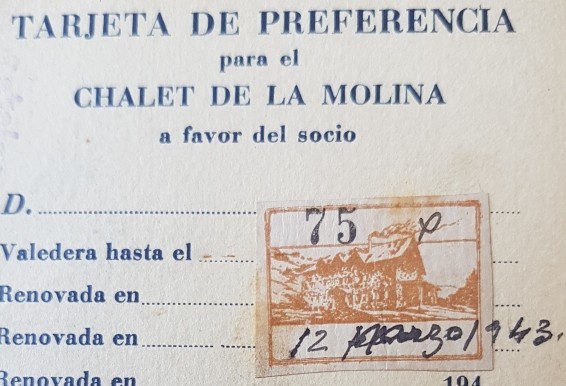 TARJETA DE PREFERENCIA
para el
CHALET DE LA MOLINA
a favor del socio
D.
75
Valedera hasta el
Renovada en
Renovada en
12 marzo 1943.
Renovada en 194